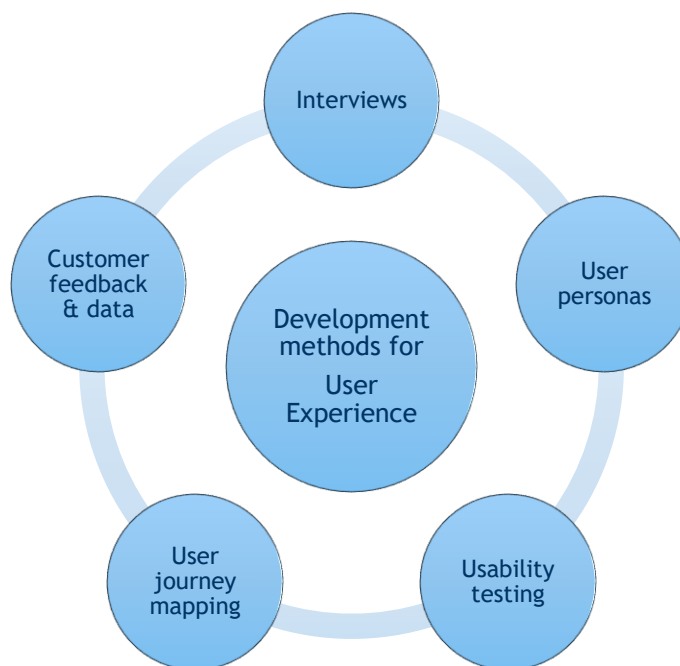 Interviews
User
personas
Usability
testing
User
journey
mapping
Customer
feedback
& data
Development
methods for
User
Experience